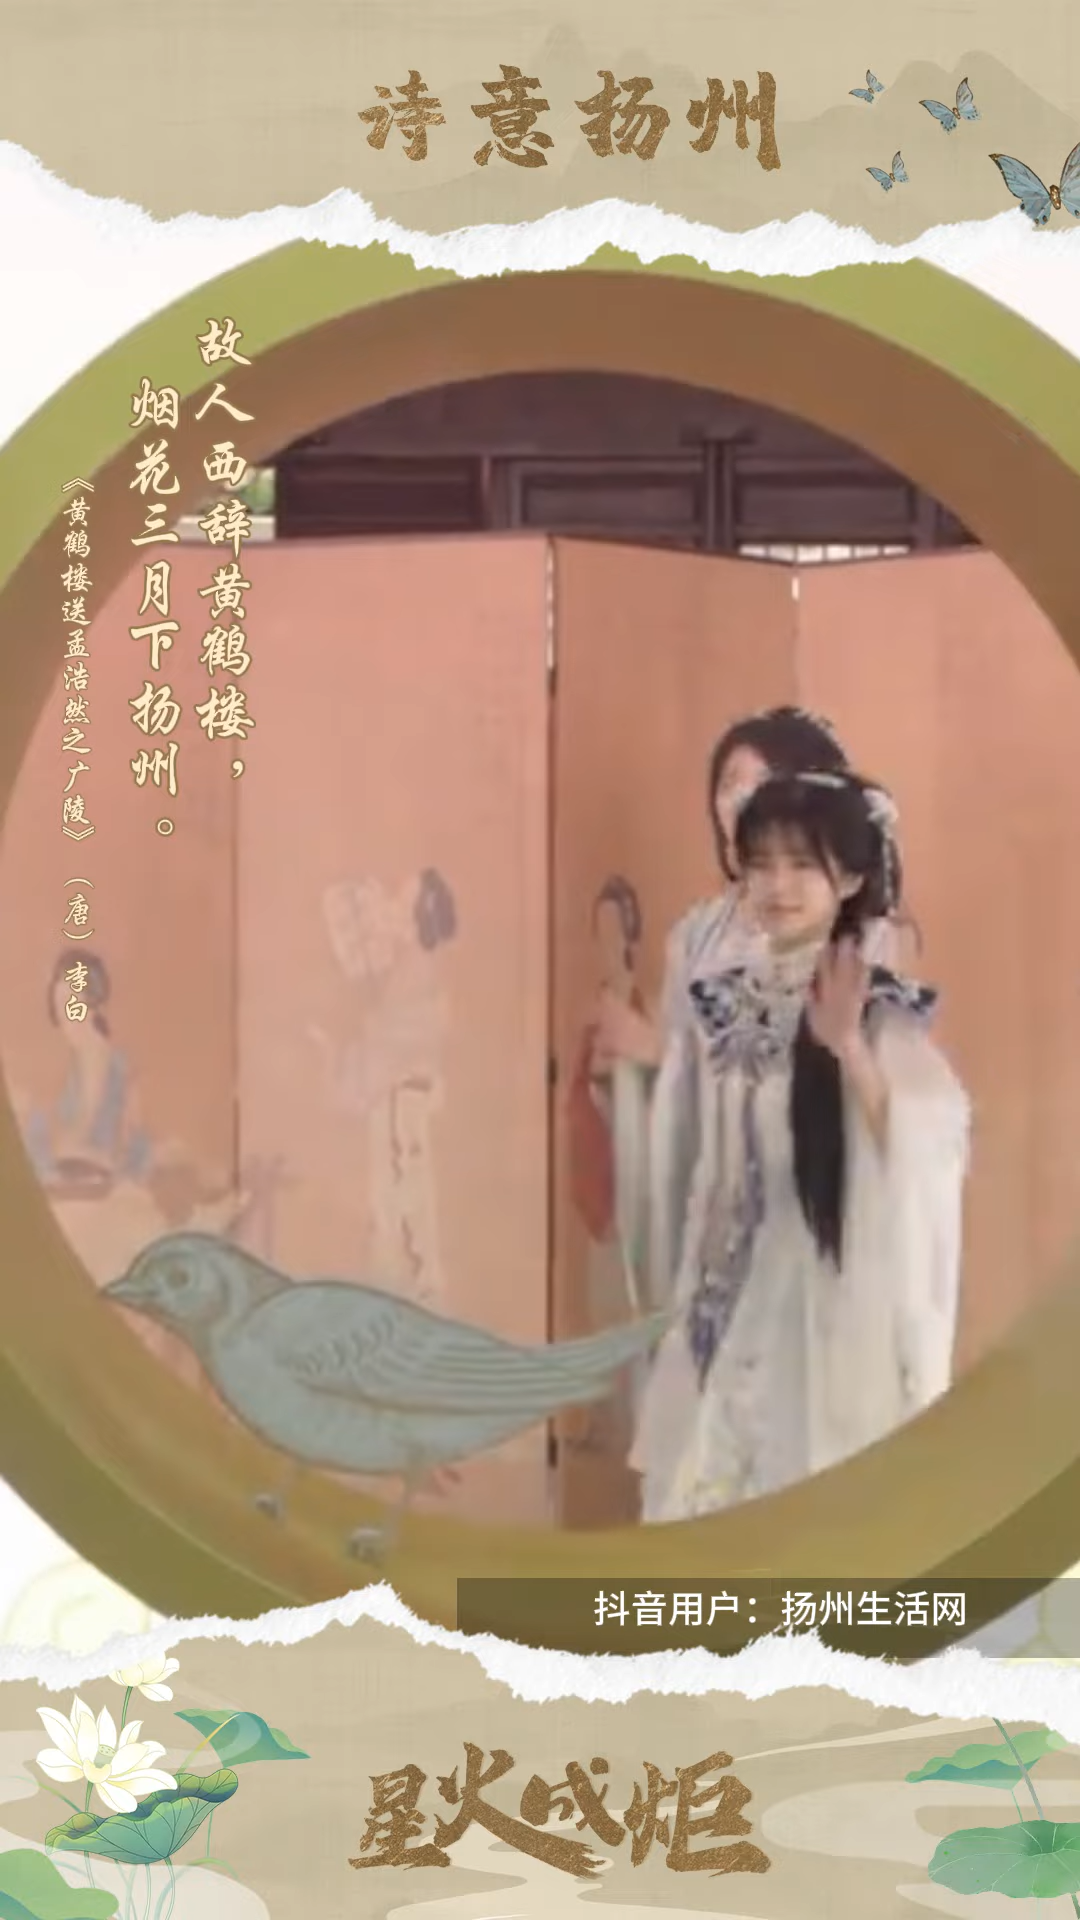 诗意扬州
故人西辞黄鹤楼，
烟花三月下扬州。
《黄鹤楼送孟浩然之广陵》（唐）李白
抖音用户：扬州生活网
星火成炬